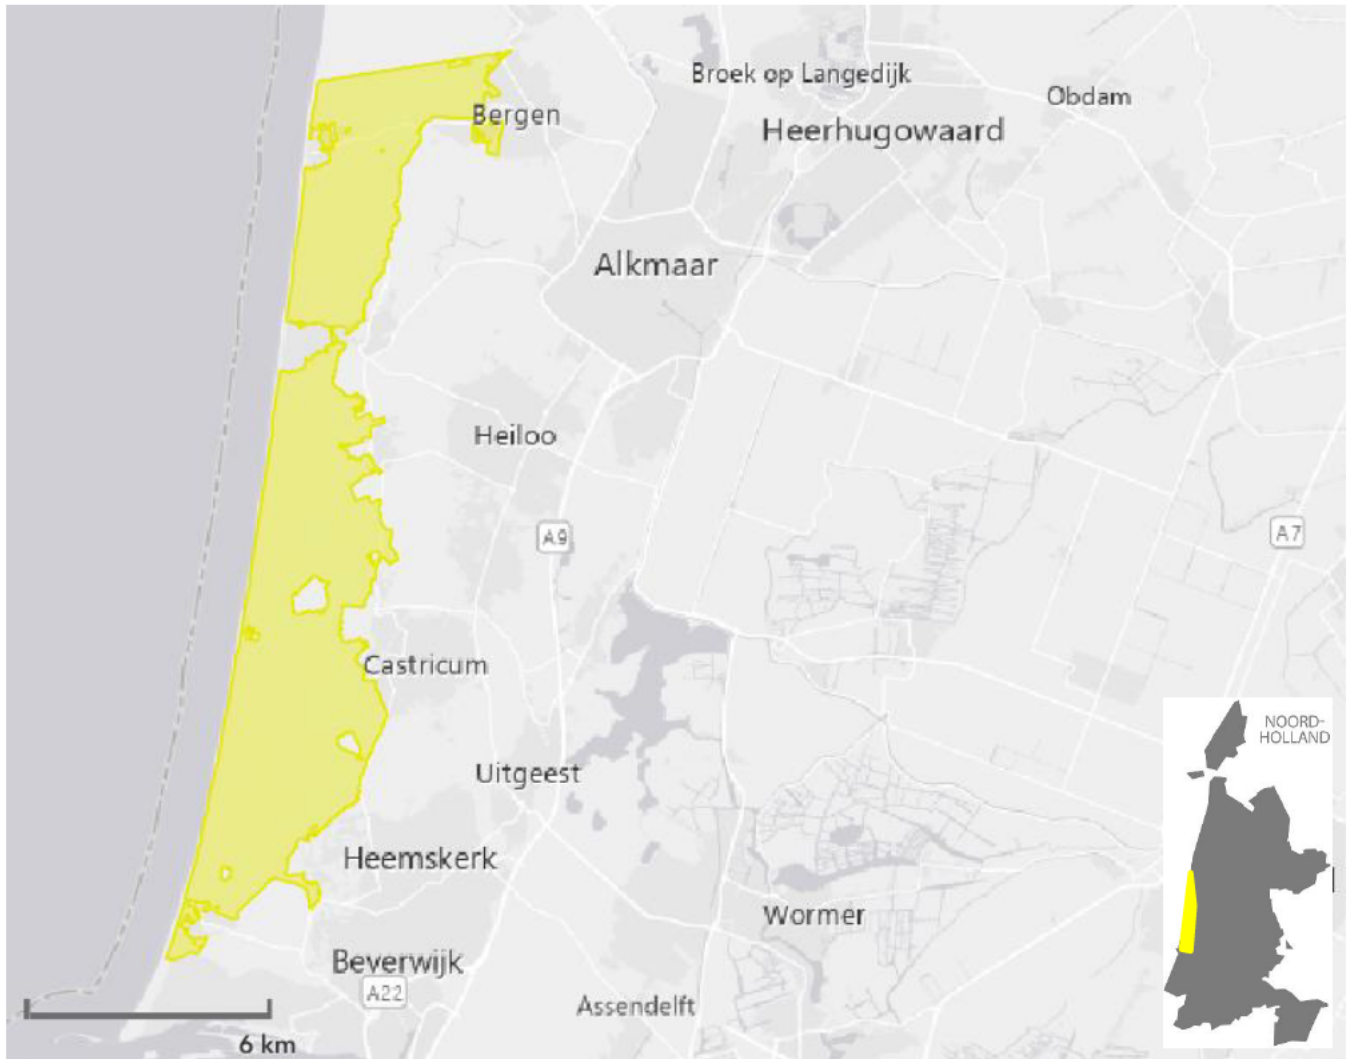 Broek op Langedijk
Obdam
Bergen
Heerhugowaard
Alkmaar
Heiloo
A9
A7
Castricum
NOORD-
HOLLAND
Uitgeest
Heemskerk
Wormer
Beverwijk
A22
Assendelft
6 km